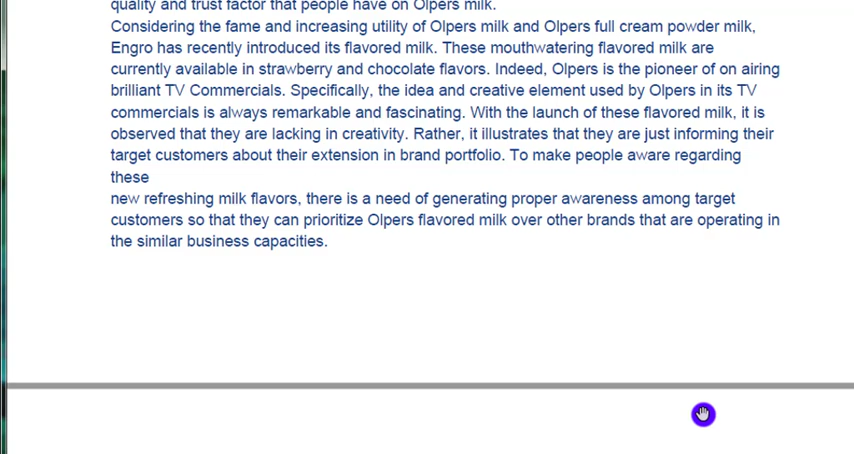 quality and trust factor that people have on Olpers milk.
Considering the fame and increasing utility of Olpers milk and Olpers full cream powder milk,
Engro has recently introduced its flavored milk. These mouthwatering flavored milk are
currently available in strawberry and chocolate flavors. Indeed, Olpers is the pioneer of on airing
brilliant TV Commercials. Specifically, the idea and creative element used by Olpers in its TV
commercials is always remarkable and fascinating. With the launch of these flavored milk, it is
observed that they are lacking in creativity. Rather, it illustrates that they are just informing their
target customers about their extension in brand portfolio. To make people aware regarding
these
new refreshing milk flavors, there is a need of generating proper awareness among target
customers so that they can prioritize Olpers flavored milk over other brands that are operating in
the similar business capacities.